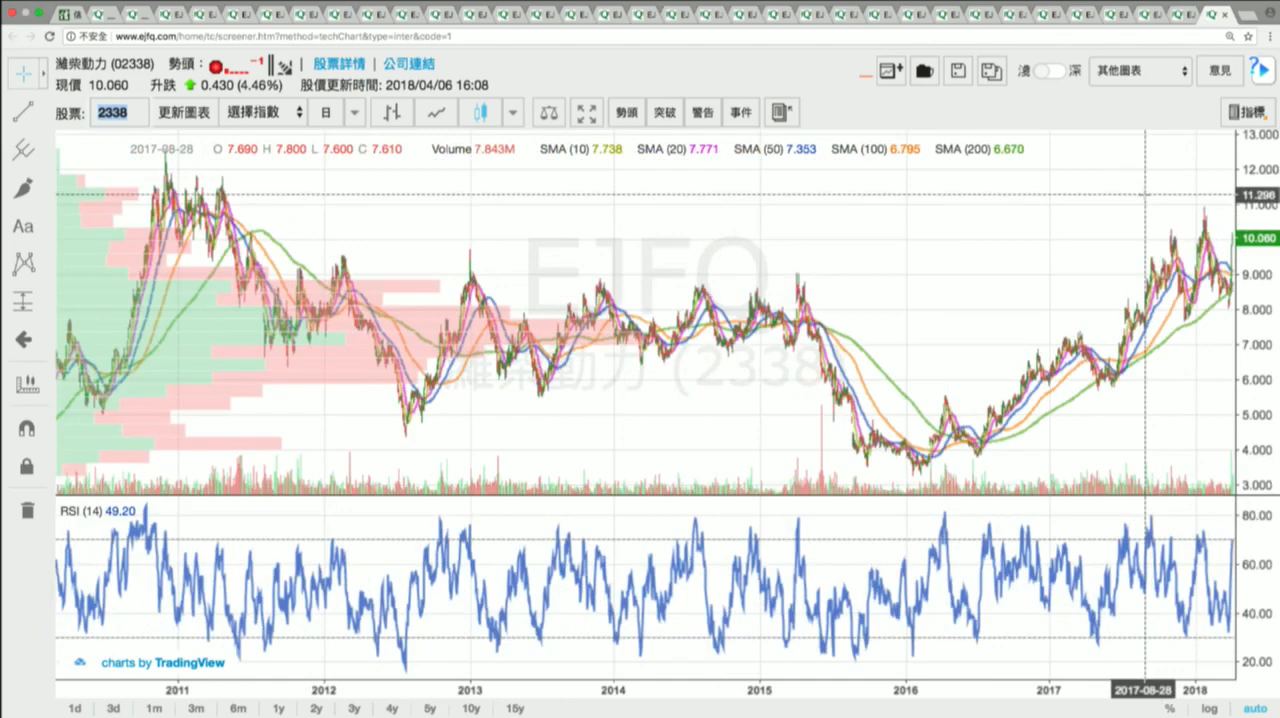 不安全 www.ejfq.com/home/tc/screener.htm?method=techChart&type=inter&code=1
濰柴動力 (02338) 勢頭： -1 股票詳情 公司連結
現價 10.060 升跌 0.430 (4.46%) 股價更新時間: 2018/04/06 16:08
淺 深 其他圖表 意見
股票: 2338 更新圖表 選擇指數 日 勢頭 突破 警告 事件 指標
2017-08-28 O 7.690 H 7.800 L 7.600 C 7.610 Volume 7.843M SMA (10) 7.738 SMA (20) 7.771 SMA (50) 7.353 SMA (100) 6.795 SMA (200) 6.670
Aa
EJFQ
濰柴動力 (2338)
13.000
12.000
11.296
11.000
10.060
9.000
8.000
7.000
6.000
5.000
4.000
3.000
RSI (14) 49.20
80.00
60.00
40.00
20.00
charts by TradingView
2011 2012 2013 2014 2015 2016 2017 2017-08-28 2018
1d 3d 1m 3m 6m 1y 2y 3y 4y 5y 10y 15y % log auto